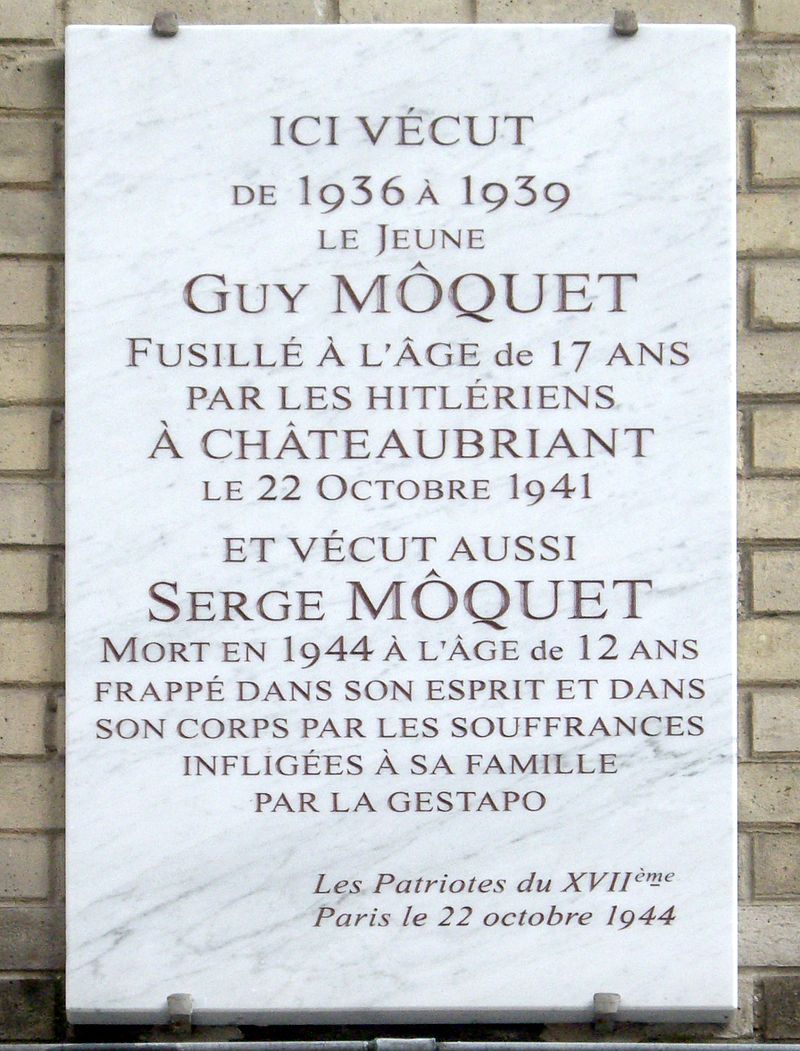 ICI VÉCUT
DE 1936 À 1939
LE JEUNE
GUY MÔQUET
FUSILLÉ À L'ÂGE de 17 ANS
PAR LES HITLÉRIENS
À CHÂTEAUBRIANT
LE 22 OCTOBRE 1941
ET VÉCUT AUSSI
SERGE MÔQUET
MORT EN 1944 À L'ÂGE de 12 ANS
FRAPPÉ DANS SON ESPRIT ET DANS
SON CORPS PAR LES SOUFFRANCES
INFLIGÉES À SA FAMILLE
PAR LA GESTAPO
Les Patriotes du XVIIème
Paris le 22 octobre 1944